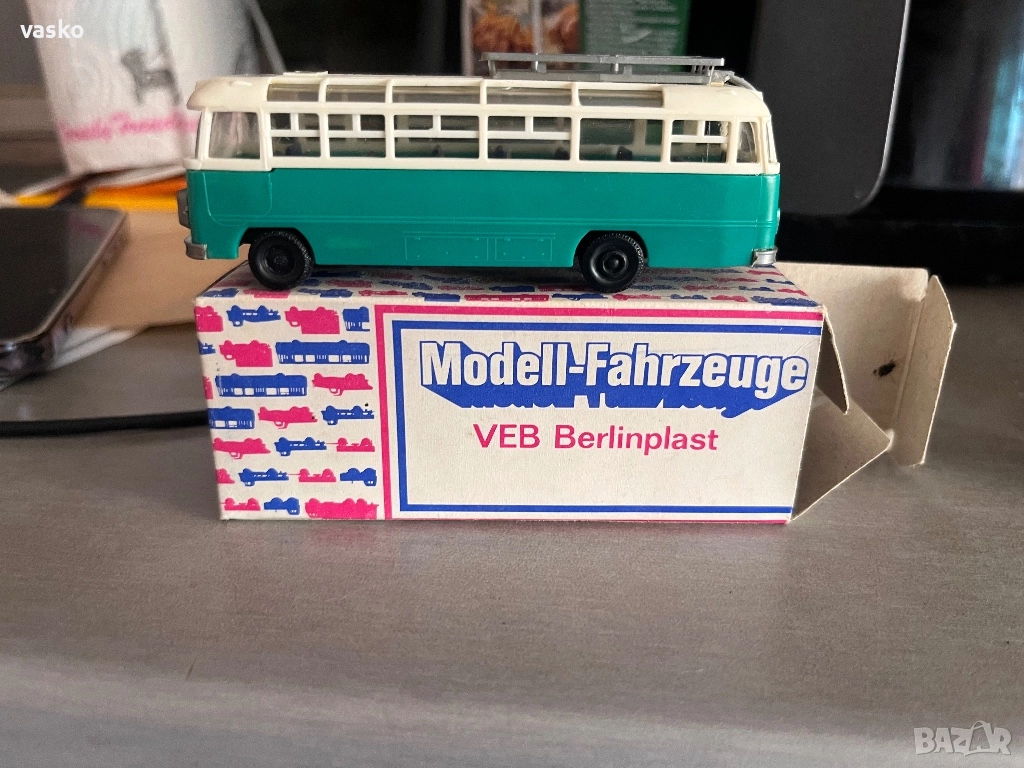 vasko
Modell-Fahrzeuge
VEB Berlinplast
BAZAR